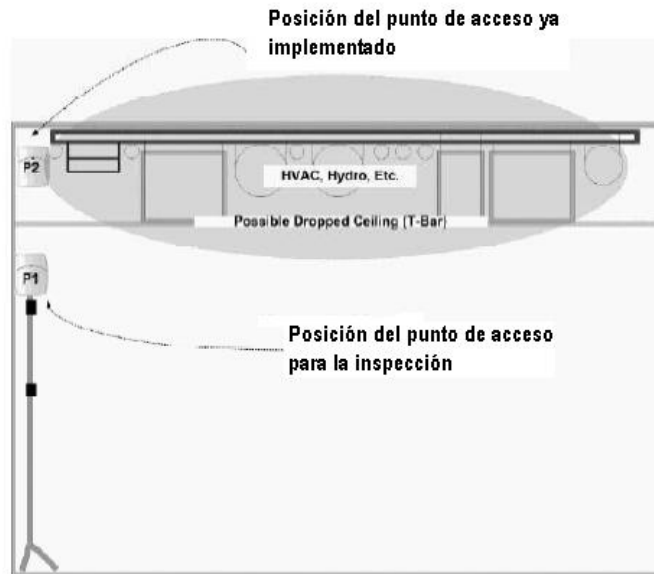 Posición del punto de acceso ya
implementado
P2
HVAC, Hydro, Etc.
Possible Dropped Ceiling (T-Bar)
P1
Posición del punto de acceso
para la inspección